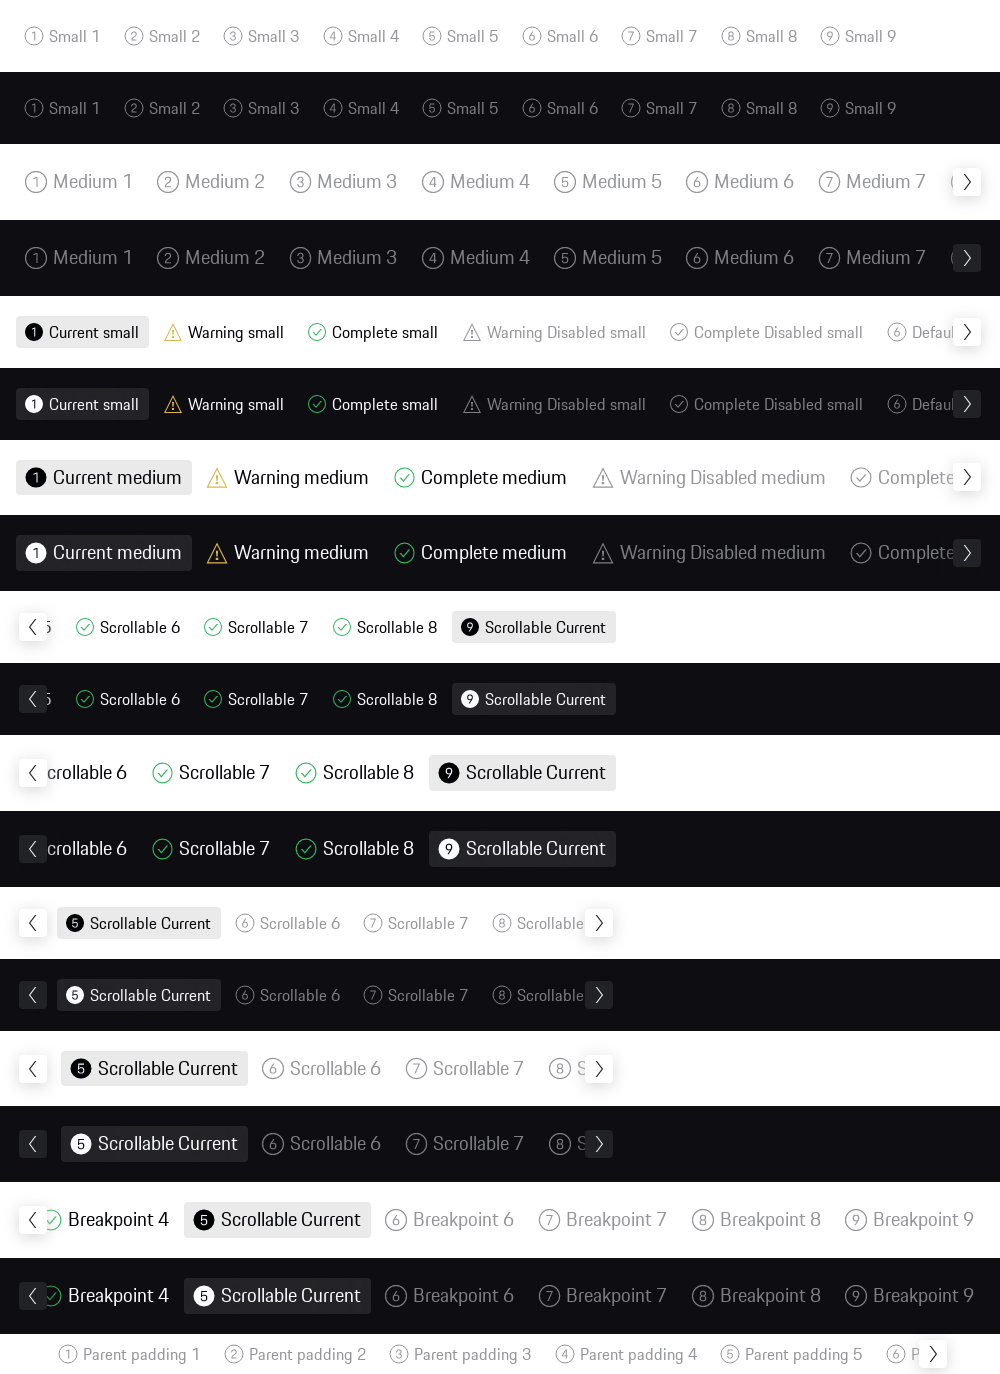 1 Small 1 2 Small 2 3 Small 3 4 Small 4 5 Small 5 6 Small 6 7 Small 7 8 Small 8 9 Small 9
1 Small 1 2 Small 2 3 Small 3 4 Small 4 5 Small 5 6 Small 6 7 Small 7 8 Small 8 9 Small 9
1 Medium 1 2 Medium 2 3 Medium 3 4 Medium 4 5 Medium 5 6 Medium 6 7 Medium 7
1 Medium 1 2 Medium 2 3 Medium 3 4 Medium 4 5 Medium 5 6 Medium 6 7 Medium 7
1 Current small Warning small Complete small Warning Disabled small Complete Disabled small 6 Defau
1 Current small Warning small Complete small Warning Disabled small Complete Disabled small 6 Defau
1 Current medium Warning medium Complete medium Warning Disabled medium Complete
1 Current medium Warning medium Complete medium Warning Disabled medium Complete
5 Scrollable 6 Scrollable 7 Scrollable 8 9 Scrollable Current
5 Scrollable 6 Scrollable 7 Scrollable 8 9 Scrollable Current
crollable 6 Scrollable 7 Scrollable 8 9 Scrollable Current
crollable 6 Scrollable 7 Scrollable 8 9 Scrollable Current
5 Scrollable Current 6 Scrollable 6 7 Scrollable 7 8 Scrollable
5 Scrollable Current 6 Scrollable 6 7 Scrollable 7 8 Scrollable
5 Scrollable Current 6 Scrollable 6 7 Scrollable 7 8 S
5 Scrollable Current 6 Scrollable 6 7 Scrollable 7 8 S
Breakpoint 4 5 Scrollable Current 6 Breakpoint 6 7 Breakpoint 7 8 Breakpoint 8 9 Breakpoint 9
Breakpoint 4 5 Scrollable Current 6 Breakpoint 6 7 Breakpoint 7 8 Breakpoint 8 9 Breakpoint 9
1 Parent padding 1 2 Parent padding 2 3 Parent padding 3 4 Parent padding 4 5 Parent padding 5 6 P